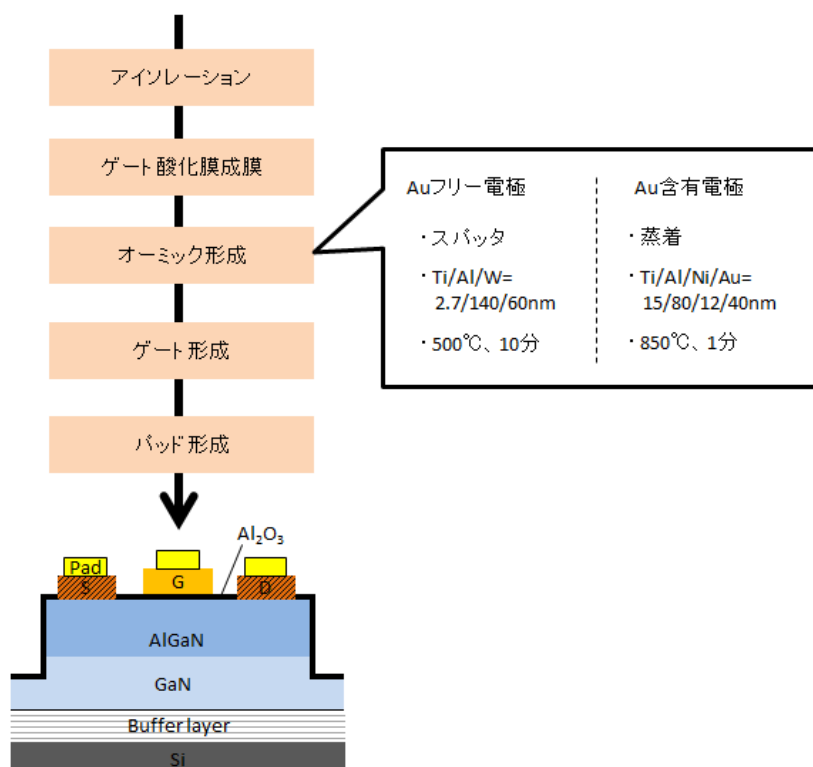 アイソレーション
ゲート酸化膜成膜
オーミック形成
ゲート形成
パッド形成
Auフリー電極
・スパッタ
・Ti/Al/W=
2.7/140/60nm
・500℃、10分
Au含有電極
・蒸着
・Ti/Al/Ni/Au=
15/80/12/40nm
・850℃、1分
Al₂O₃
Pad
S
G
D
AlGaN
GaN
Buffer layer
Si